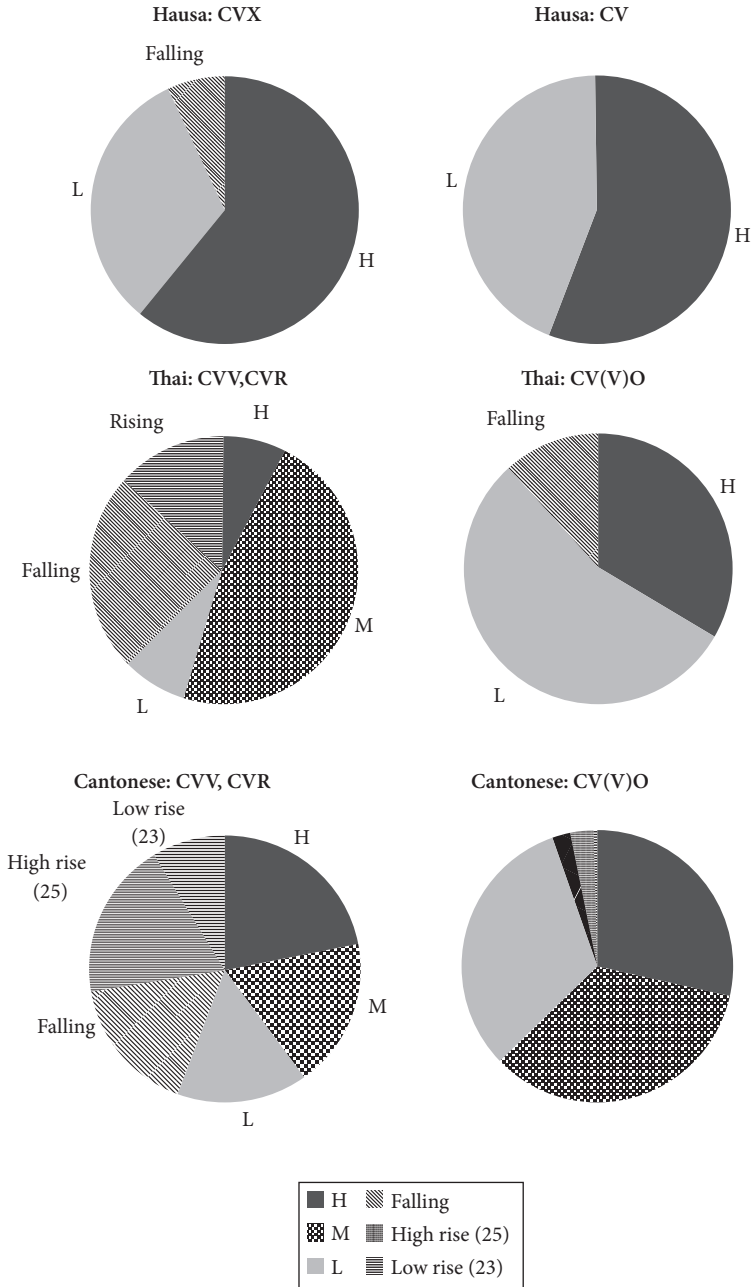 Hausa: CVX
Hausa: CV
Falling
L
H
L
H
Thai: CVV,CVR
Thai: CV(V)O
Rising
H
Falling
M
L
Falling
H
L
Cantonese: CVV, CVR
Cantonese: CV(V)O
Low rise
(23)
H
High rise
(25)
Falling
M
L
H Falling
M High rise (25)
L Low rise (23)